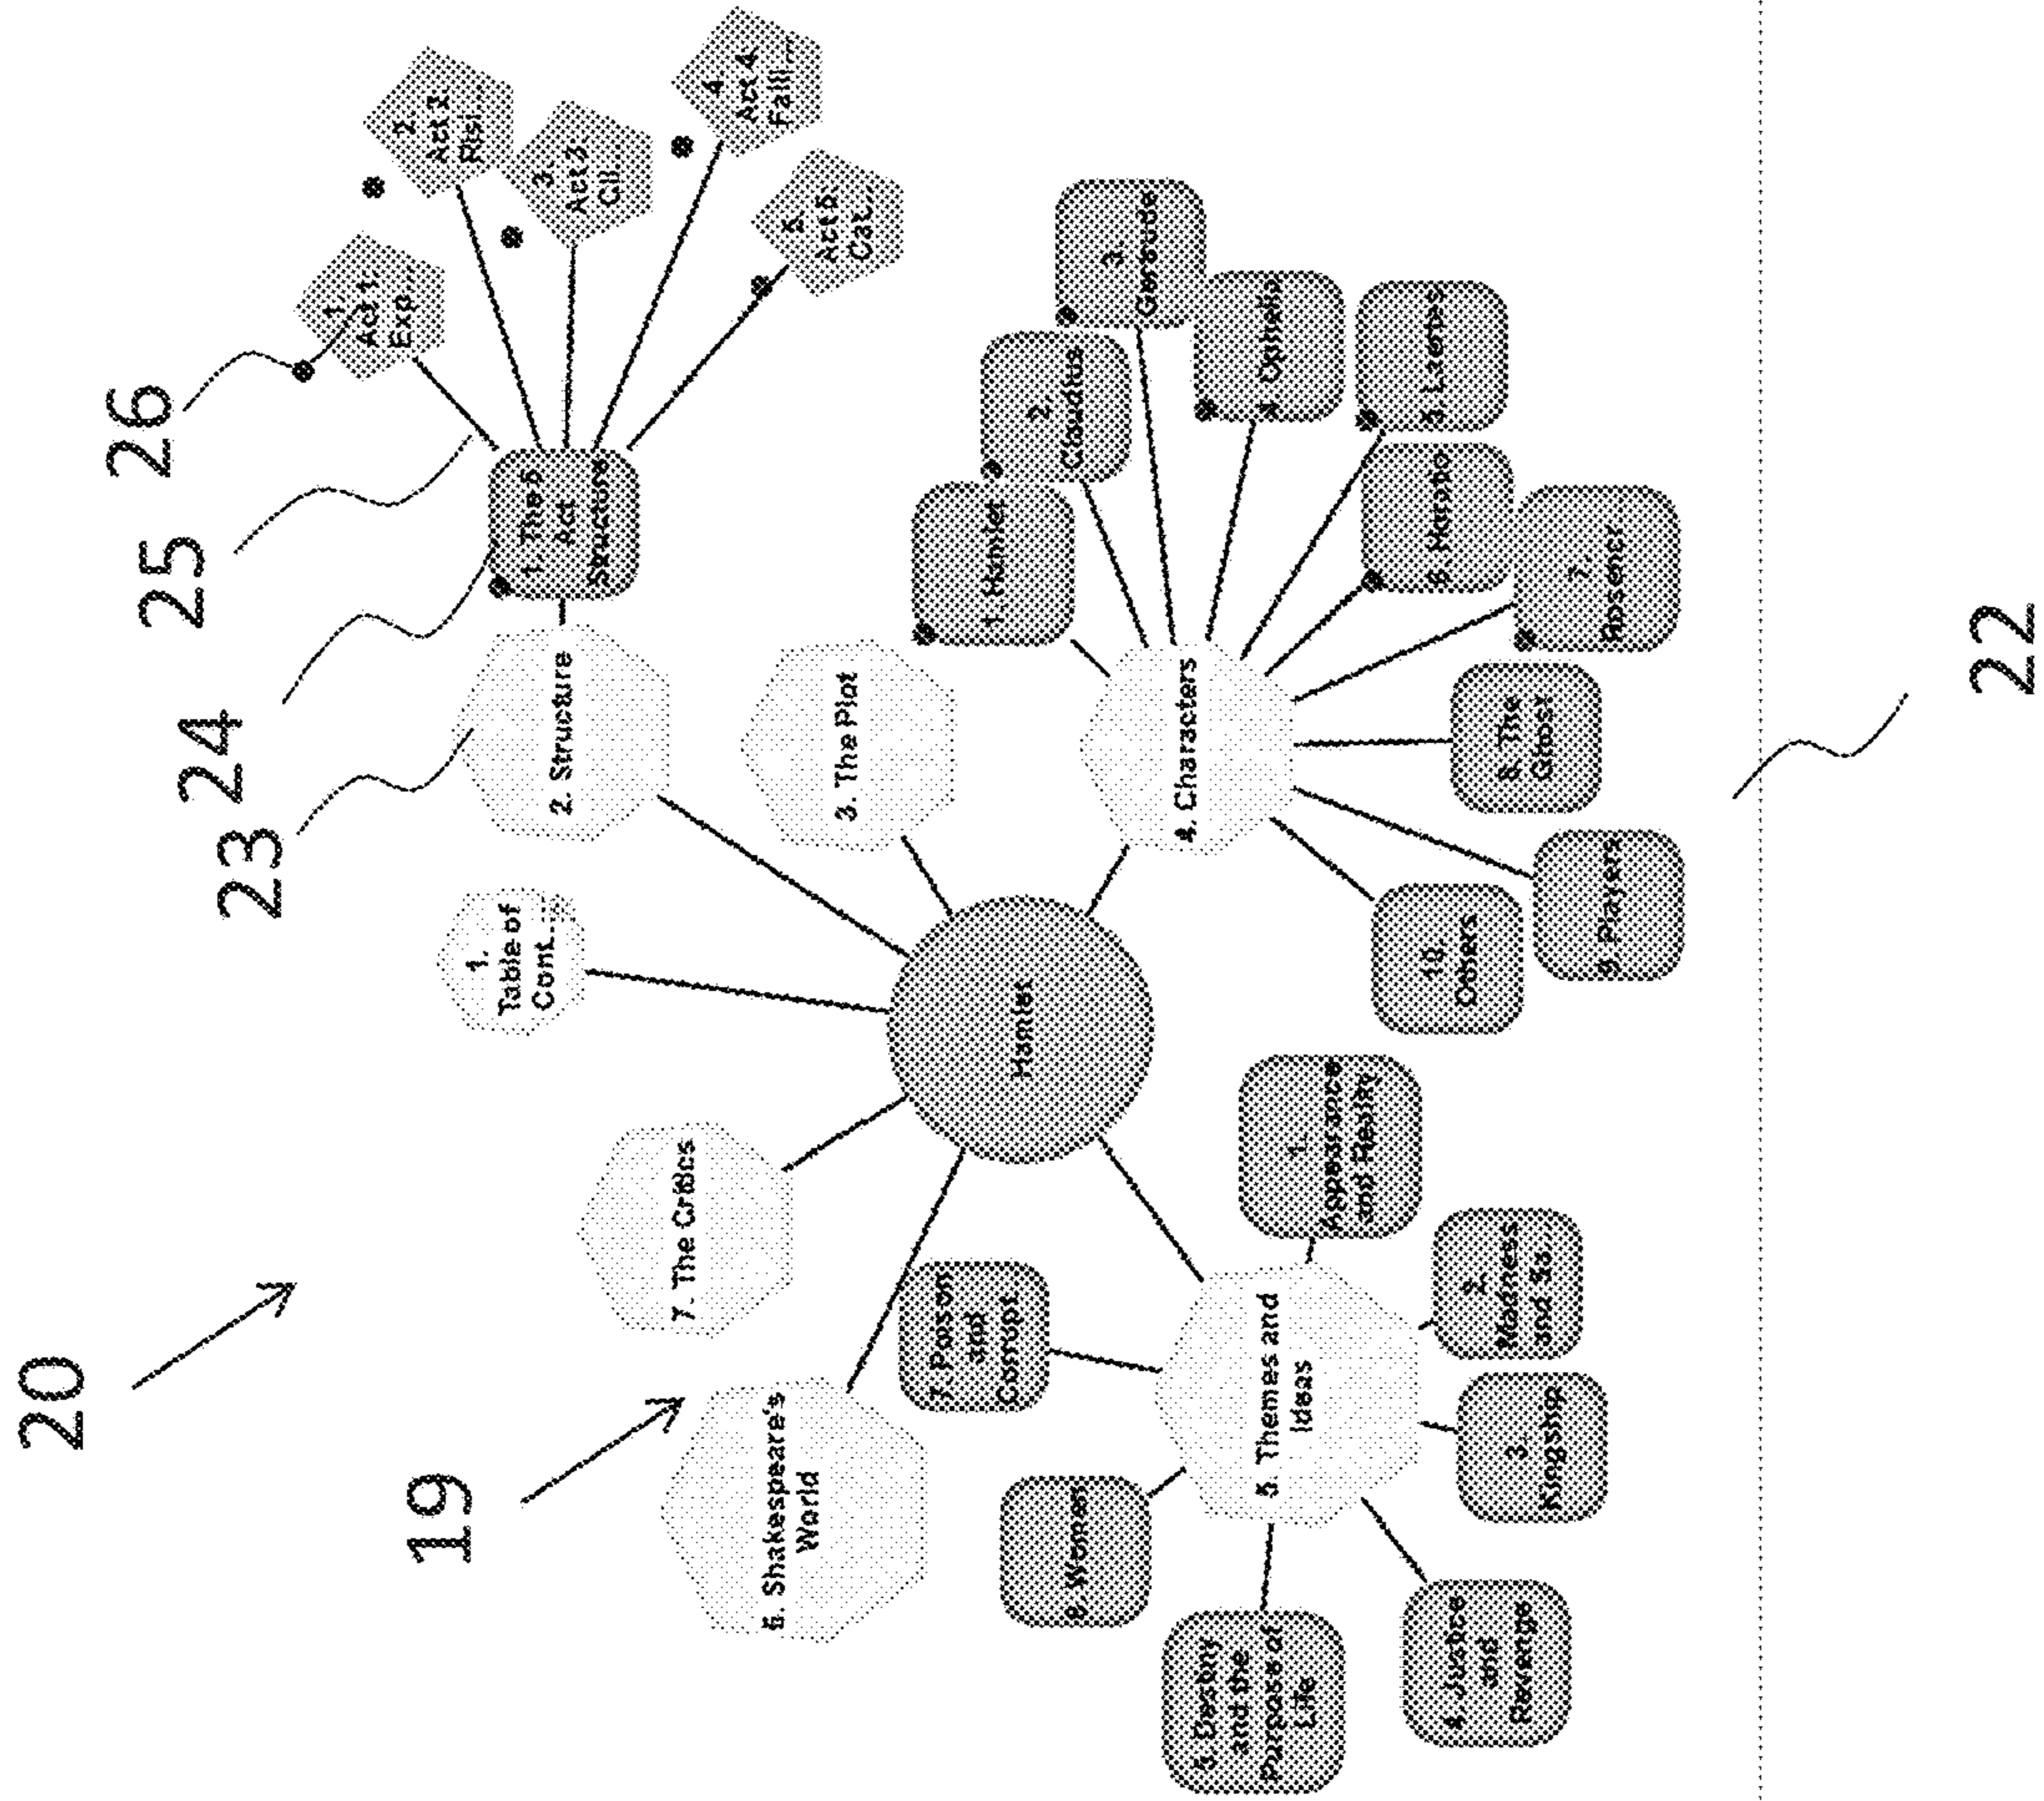 20
19
26
25
24
23
22
Hamlet
1.
Table of
Cont...
2. Structure
1. The 5
Act
Structure
1.
Act 1:
Exp...
2.
Act 2:
Risi...
3.
Act 3:
Cli...
4.
Act 4:
Falli...
5.
Act 5:
Cat...
3. The Plot
4. Characters
1. Hamlet
2.
Claudius
3.
Gertrude
4. Ophelia
5. Laertes
6. Horatio
7.
Rosencr
8. The
Ghost
9 Players
10.
Others
5. Themes and
Ideas
1.
Appearance
and Reality
2.
Madness
and
3.
Kingship
4. Justice
and
Revenge
5. Destiny
and the
Purpose of
Life
6. Women
7. Poison
and
Corrupt
6. Shakespeare's
World
7. The Critics